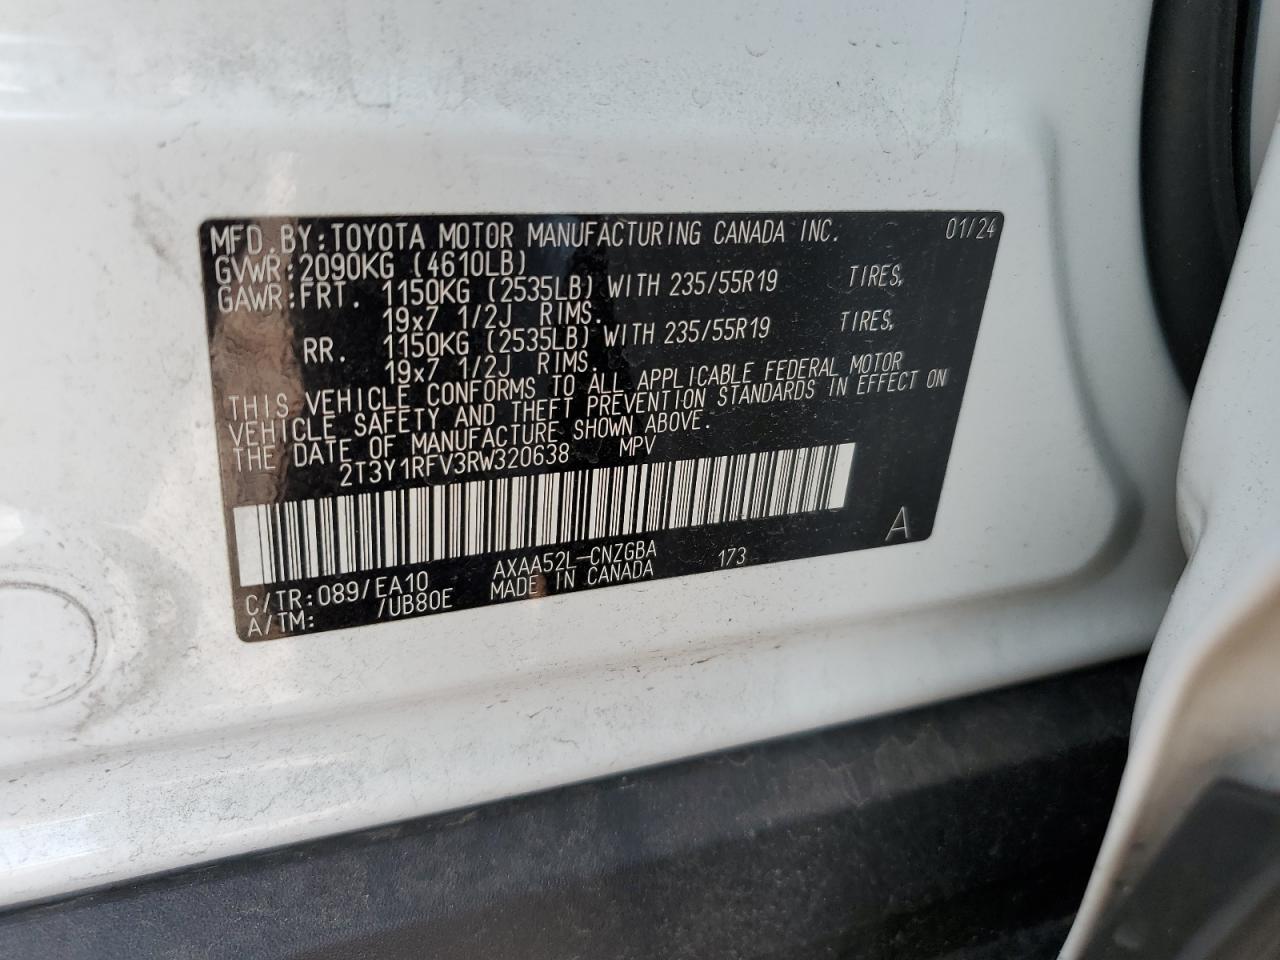 MFD.BY:TOYOTA MOTOR MANUFACTURING CANADA INC. 01/24
GVWR:2090KG (4610LB)
GAWR:FRT. 1150KG (2535LB) WITH 235/55R19 TIRES,
19x7 1/2J RIMS.
RR. 1150KG (2535LB) WITH 235/55R19 TIRES,
19x7 1/2J RIMS.
THIS VEHICLE CONFORMS TO ALL APPLICABLE FEDERAL MOTOR
VEHICLE SAFETY AND THEFT PREVENTION STANDARDS IN EFFECT ON
THE DATE OF MANUFACTURE SHOWN ABOVE.
2T3Y1RFV3RW320638 MPV
C/TR:089/EA10 AXAA52L-CNZGBA 173 A
A/TM: /UB80E MADE IN CANADA